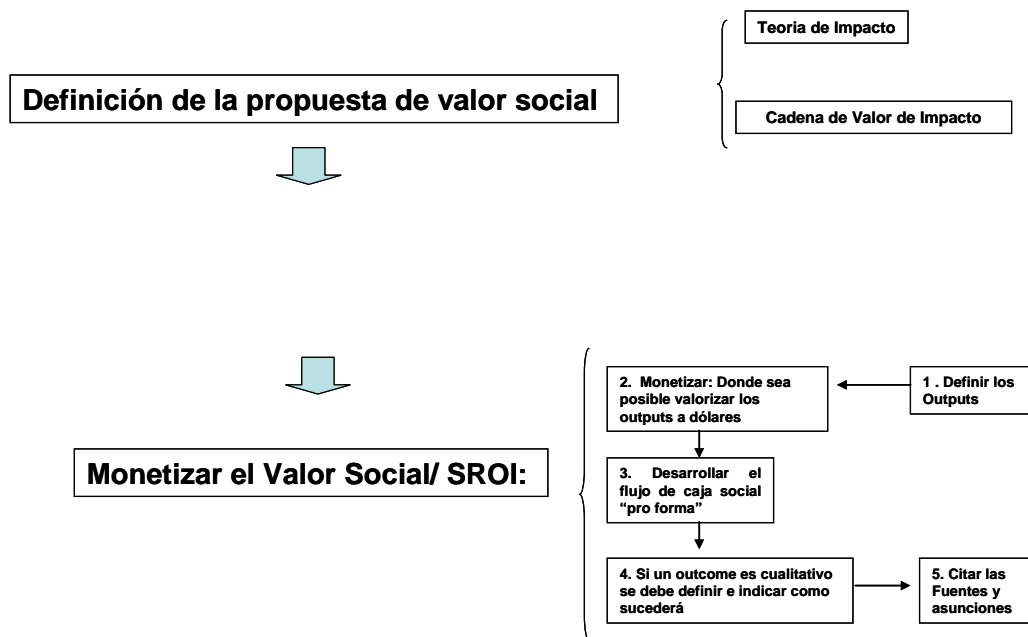 Teoria de Impacto
Definición de la propuesta de valor social
Cadena de Valor de Impacto
2. Monetizar: Donde sea
posible valorizar los
outputs a dólares
1 . Definir los
Outputs
Monetizar el Valor Social/ SROI:
3. Desarrollar el
flujo de caja social
“pro forma”
4. Si un outcome es cualitativo
se debe definir e indicar como
sucederá
5. Citar las
Fuentes y
asunciones